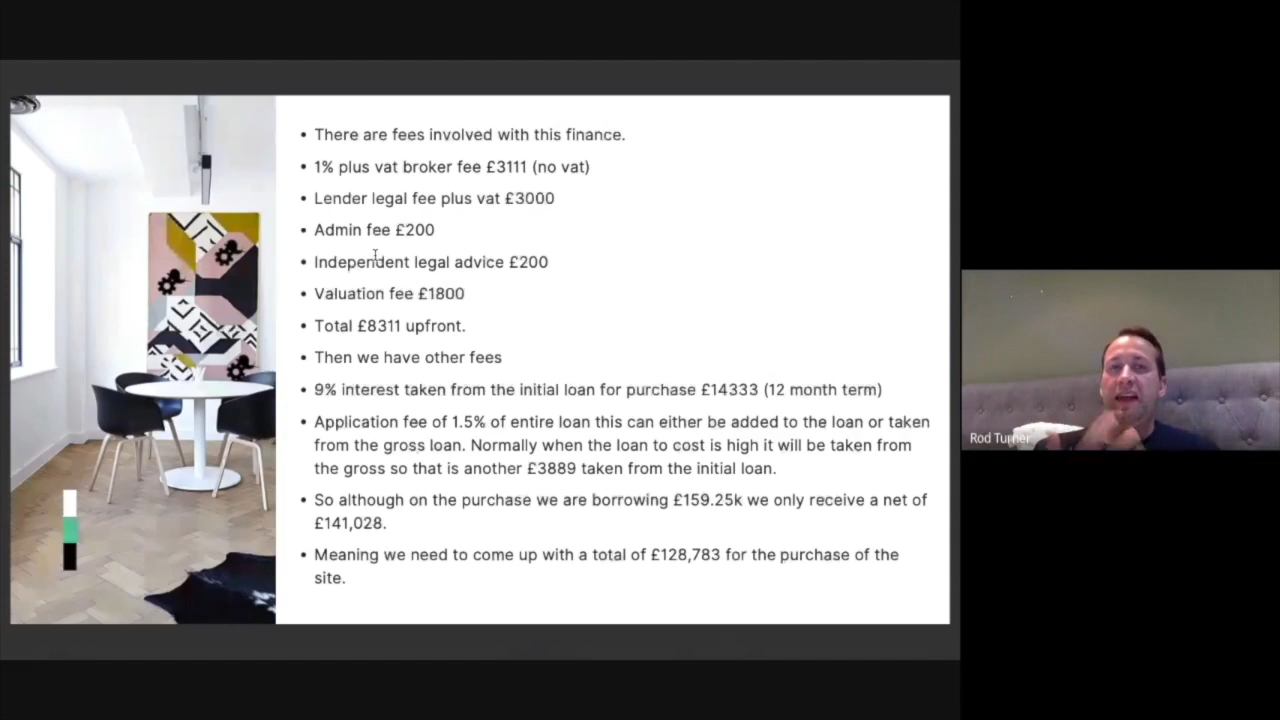 • There are fees involved with this finance.
• 1% plus vat broker fee £3111 (no vat)
• Lender legal fee plus vat £3000
• Admin fee £200
• Independent legal advice £200
• Valuation fee £1800
• Total £8311 upfront.
• Then we have other fees
• 9% interest taken from the initial loan for purchase £14333 (12 month term)
• Application fee of 1.5% of entire loan this can either be added to the loan or taken
from the gross loan. Normally when the loan to cost is high it will be taken from
the gross so that is another £3889 taken from the initial loan.
• So although on the purchase we are borrowing £159.25k we only receive a net of
£141,028.
• Meaning we need to come up with a total of £128,783 for the purchase of the
site.
Rod Turner